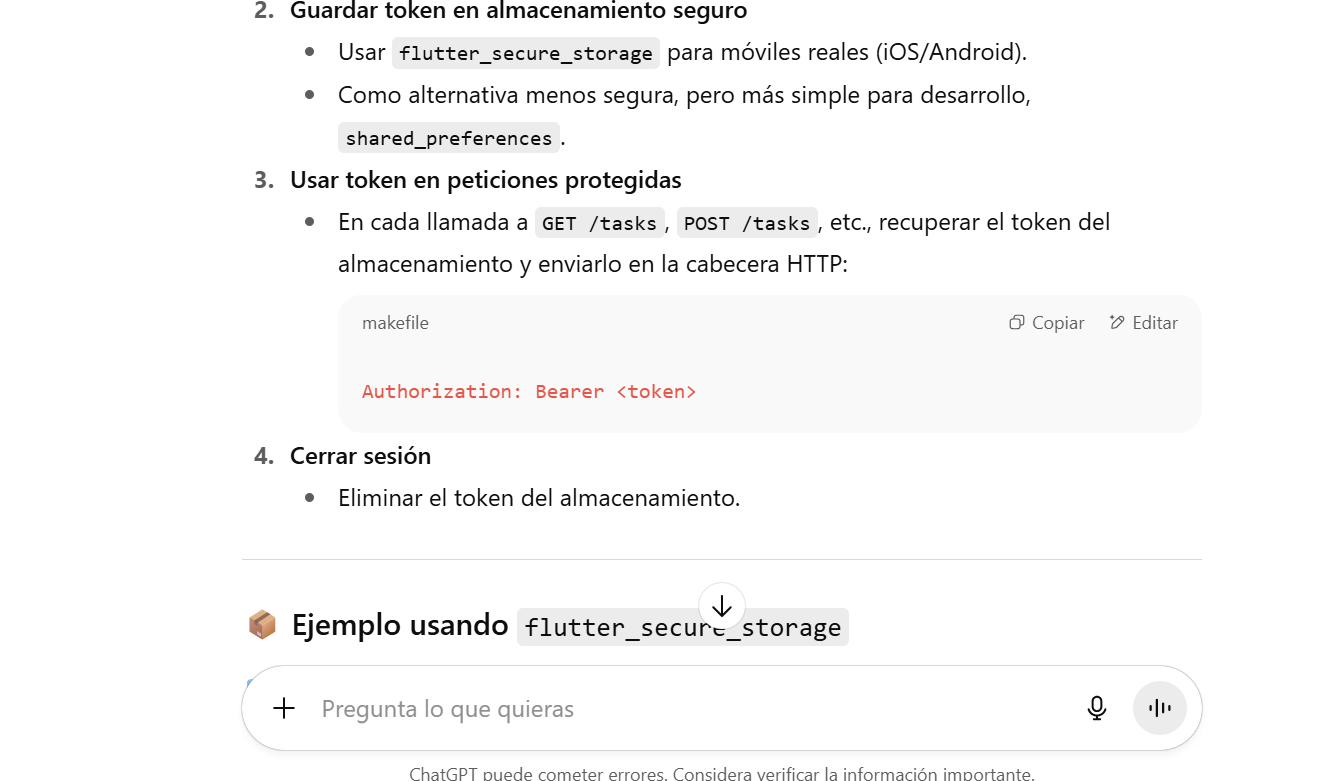 2. Guardar token en almacenamiento seguro
• Usar flutter_secure_storage para móviles reales (iOS/Android).
• Como alternativa menos segura, pero más simple para desarrollo,
shared_preferences.
3. Usar token en peticiones protegidas
• En cada llamada a GET /tasks, POST /tasks, etc., recuperar el token del
almacenamiento y enviarlo en la cabecera HTTP:
makefile Copiar Editar
Authorization: Bearer <token>
4. Cerrar sesión
• Eliminar el token del almacenamiento.
Ejemplo usando flutter_secure_storage
Pregunta lo que quieras
ChatGPT puede cometer errores. Considera verificar la información importante.